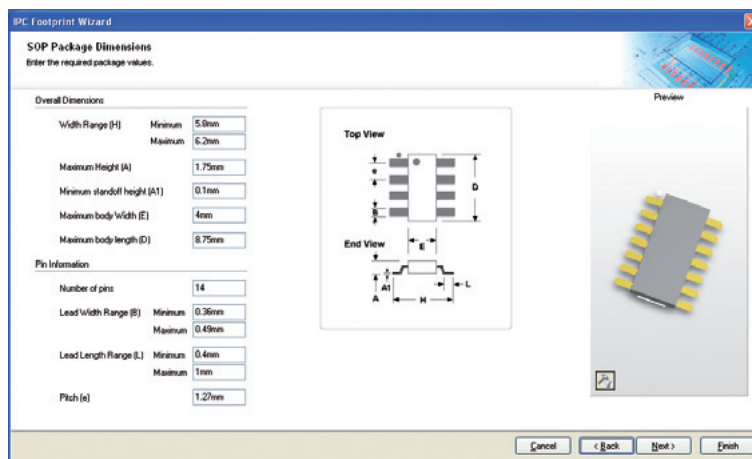 IPC Footprint Wizard
SOP Package Dimensions
Enter the required package values.
Overall Dimensions
Width Range (H) Minimum 5.8mm
Maximum 6.2mm
Maximum Height (A) 1.75mm
Minimum standoff height (A1) 0.1mm
Maximum body Width (E) 4mm
Maximum body length (D) 8.75mm
Pin Information
Number of pins 14
Lead Width Range (B) Minimum 0.36mm
Maximum 0.49mm
Lead Length Range (L) Minimum 0.4mm
Maximum 1mm
Pitch (e) 1.27mm
Top View
e
D
B
E
End View
A1
L
A
H
Preview
Cancel
< Back
Next >
Finish